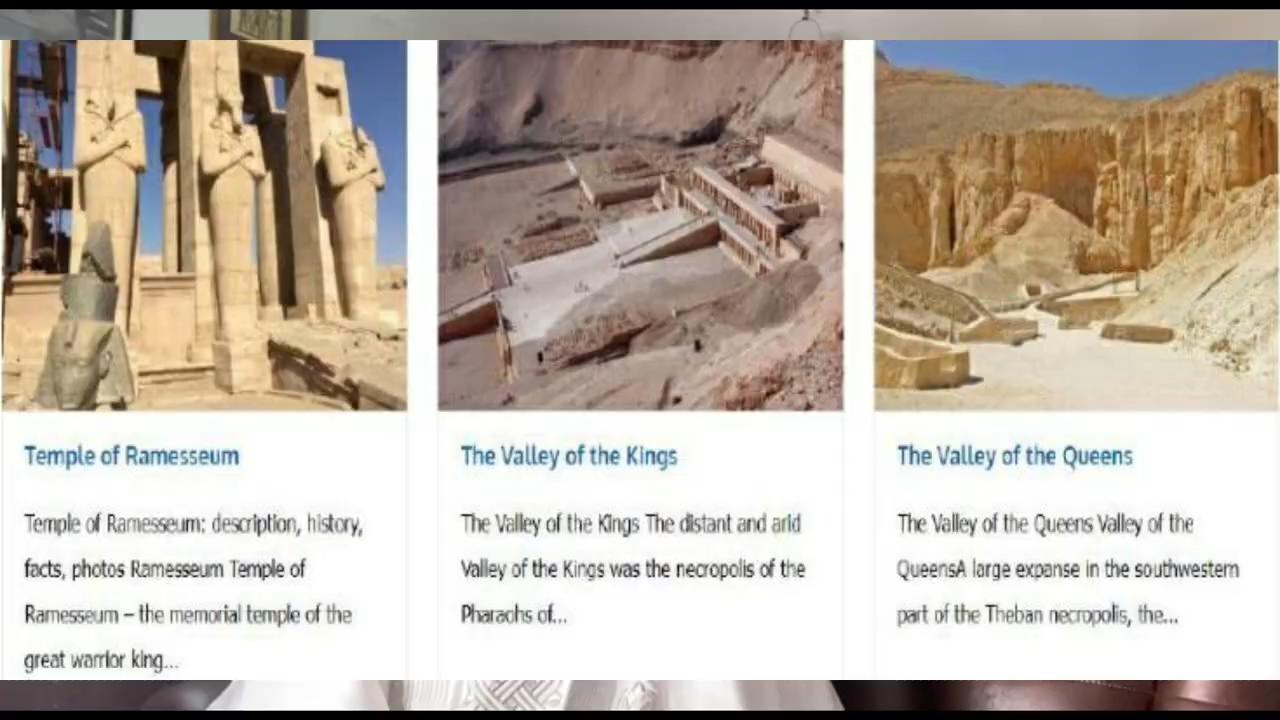 Temple of Ramesseum
Temple of Ramesseum: description, history,
facts, photos Ramesseum Temple of
Ramesseum – the memorial temple of the
great warrior king...
The Valley of the Kings
The Valley of the Kings The distant and arid
Valley of the Kings was the necropolis of the
Pharaohs of...
The Valley of the Queens
The Valley of the Queens Valley of the
QueensA large expanse in the southwestern
part of the Theban necropolis, the...